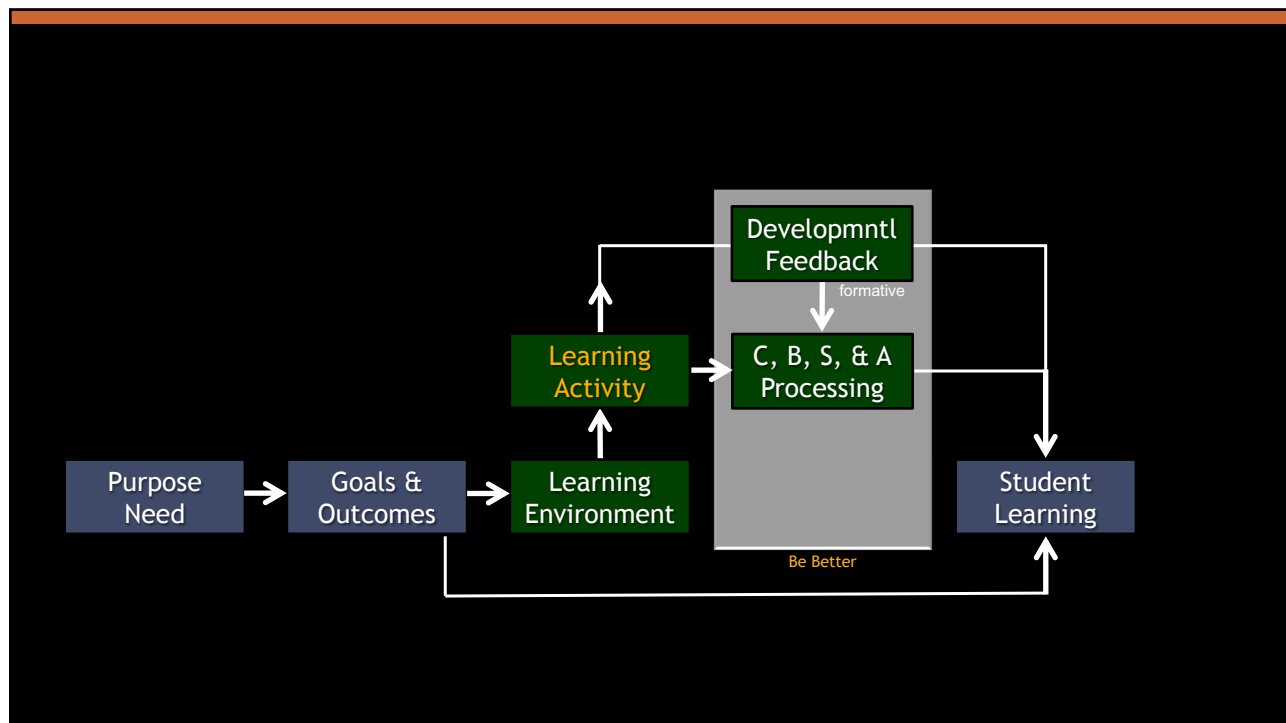 Developmntl
Feedback
formative
Learning
Activity
C, B, S, & A
Processing
Purpose
Need
Goals &
Outcomes
Learning
Environment
Student
Learning
Be Better